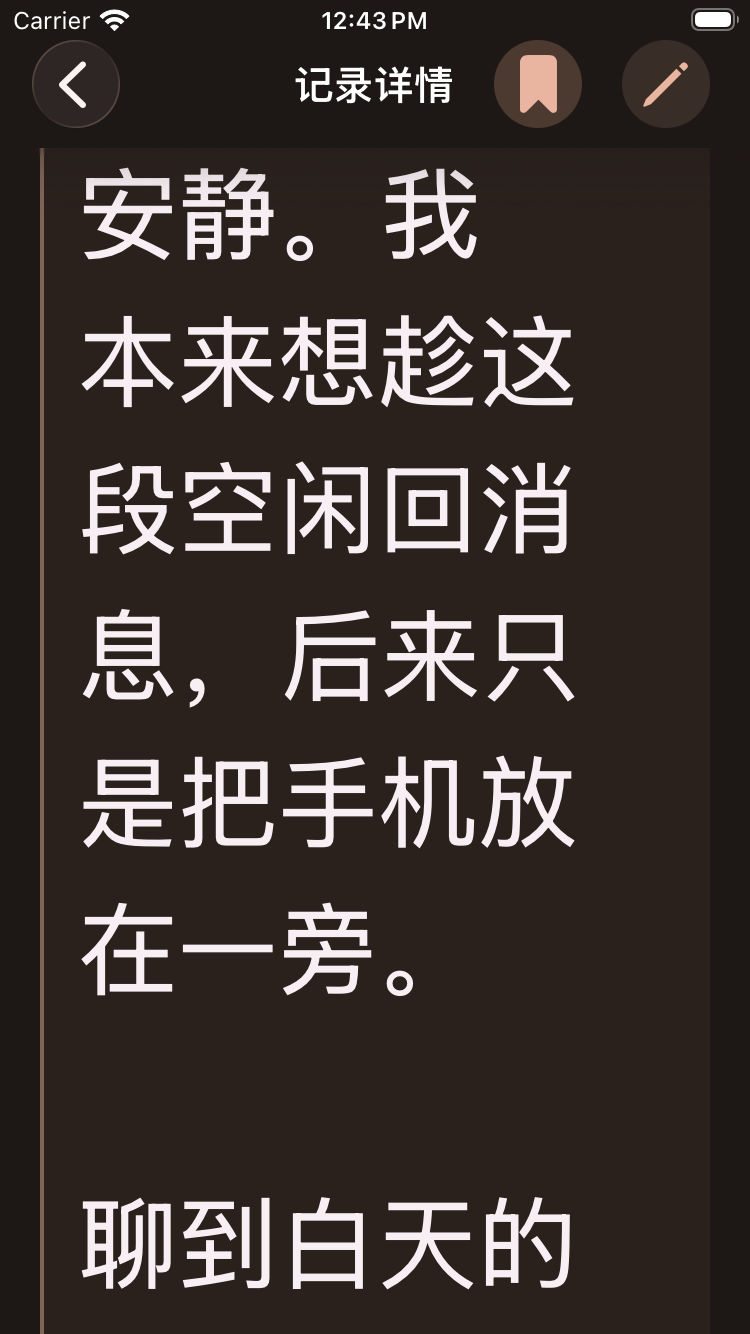 Carrier
12:43 PM
记录详情
安静。我
本来想趁这
段空闲回消
息，后来只
是把手机放
在一旁。
聊到白天的